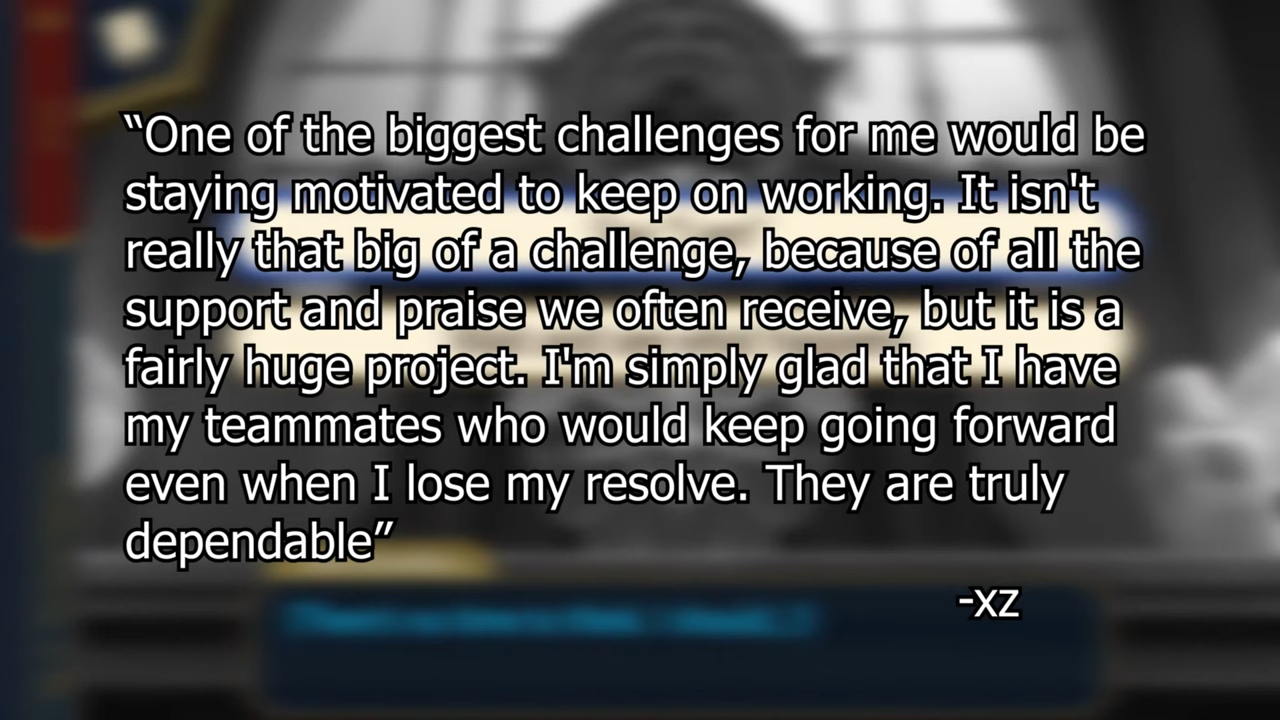 “One of the biggest challenges for me would be
staying motivated to keep on working. It isn't
really that big of a challenge, because of all the
support and praise we often receive, but it is a
fairly huge project. I'm simply glad that I have
my teammates who would keep going forward
even when I lose my resolve. They are truly
dependable”
-xz